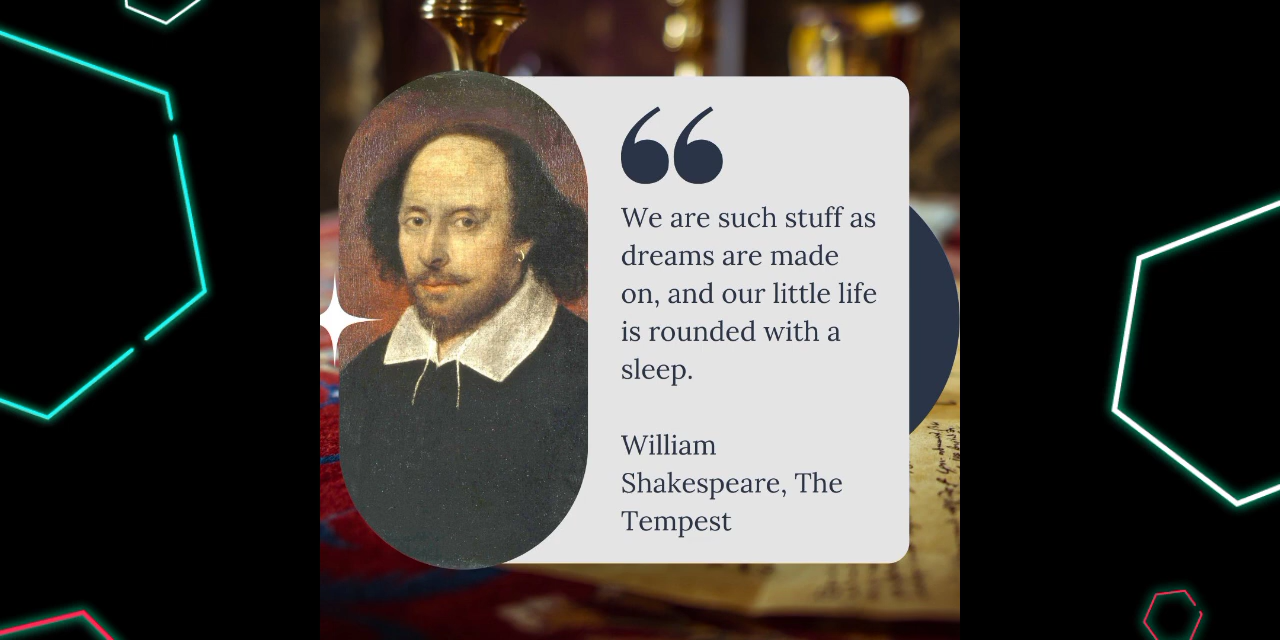 “
We are such stuff as
dreams are made
on, and our little life
is rounded with a
sleep.
William
Shakespeare, The
Tempest